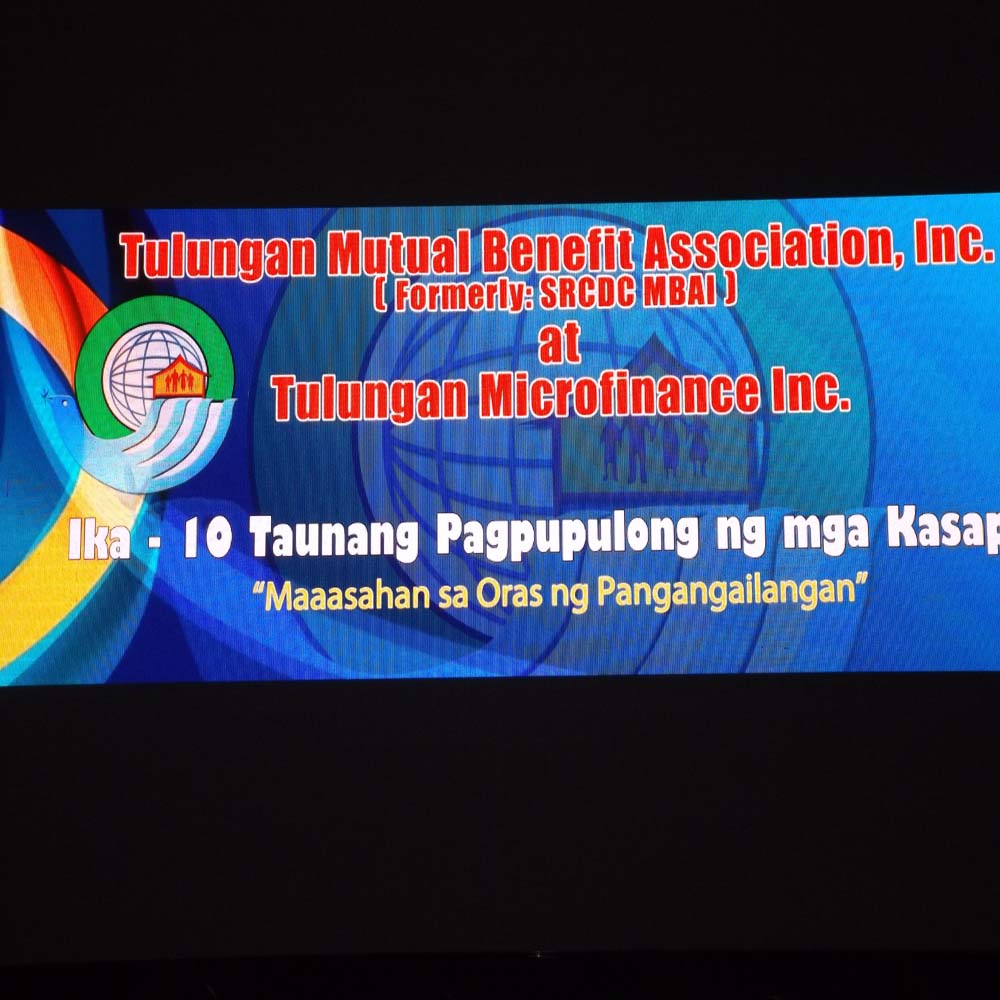 Tulungan Mutual Benefit Association, Inc.
( Formerly: SRCDC MBAI )
at
Tulungan Microfinance Inc.
Ika - 10 Taunang Pagpupulong ng mga Kasap
“Maaasahan sa Oras ng Pangangailangan”